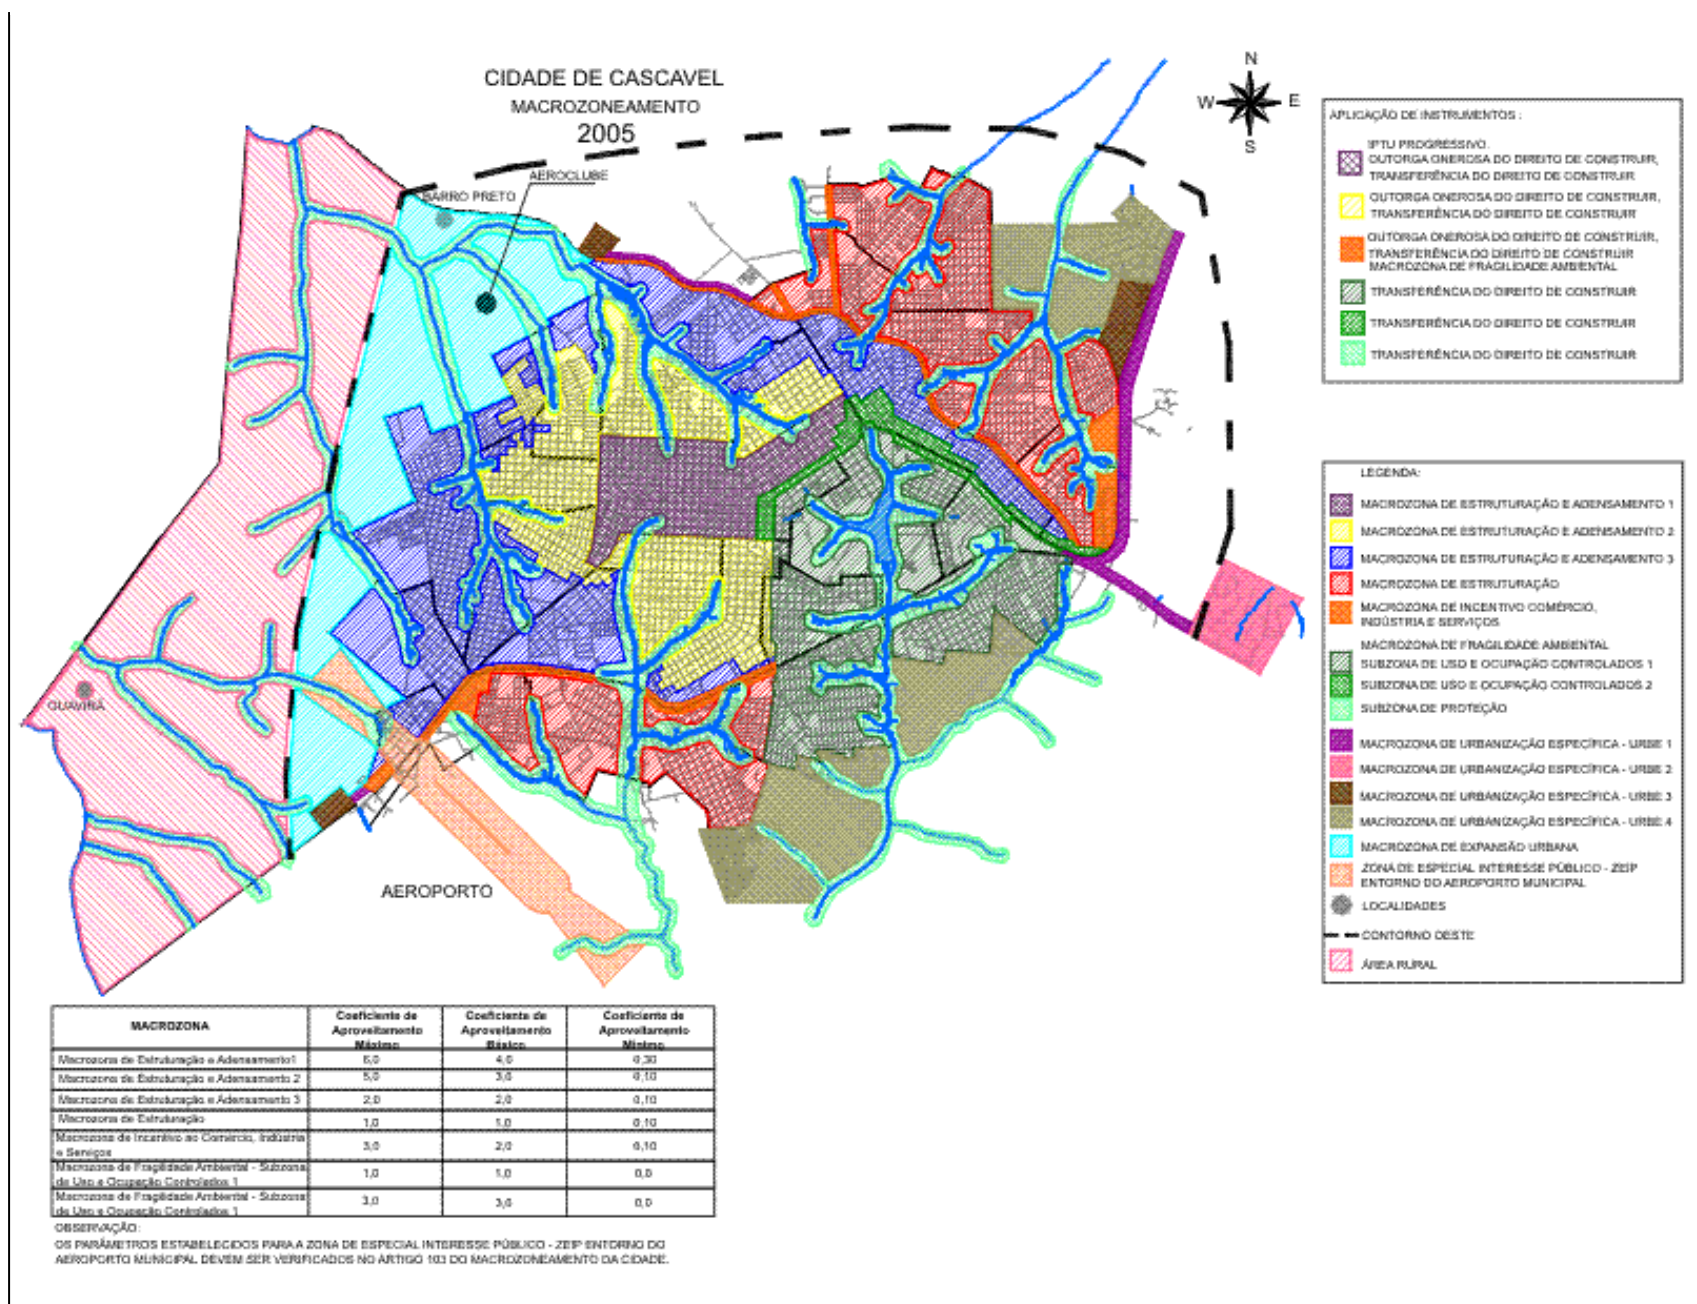 CIDADE DE CASCAVEL
MACROZONEAMENTO
2005
N
W
E
S
AEROCLUBE
BARRO PRETO
GUAVIRÁ
AEROPORTO
APLICAÇÃO DE INSTRUMENTOS :
IPTU PROGRESSIVO.
OUTORGA ONEROSA DO DIREITO DE CONSTRUIR,
TRANSFERÊNCIA DO DIREITO DE CONSTRUIR
OUTORGA ONEROSA DO DIREITO DE CONSTRUIR,
TRANSFERÊNCIA DO DIREITO DE CONSTRUIR
OUTORGA ONEROSA DO DIREITO DE CONSTRUIR,
TRANSFERÊNCIA DO DIREITO DE CONSTRUIR
MACROZONA DE FRAGILIDADE AMBIENTAL
TRANSFERÊNCIA DO DIREITO DE CONSTRUIR
TRANSFERÊNCIA DO DIREITO DE CONSTRUIR
TRANSFERÊNCIA DO DIREITO DE CONSTRUIR
LEGENDA:
MACROZONA DE ESTRUTURAÇÃO E ADENSAMENTO 1
MACROZONA DE ESTRUTURAÇÃO E ADENSAMENTO 2
MACROZONA DE ESTRUTURAÇÃO E ADENSAMENTO 3
MACROZONA DE ESTRUTURAÇÃO
MACROZONA DE INCENTIVO COMÉRCIO,
INDÚSTRIA E SERVIÇOS
MACROZONA DE FRAGILIDADE AMBIENTAL
SUBZONA DE USO E OCUPAÇÃO CONTROLADOS 1
SUBZONA DE USO E OCUPAÇÃO CONTROLADOS 2
SUBZONA DE PROTEÇÃO
MACROZONA DE URBANIZAÇÃO ESPECÍFICA - URBE 1
MACROZONA DE URBANIZAÇÃO ESPECÍFICA - URBE 2
MACROZONA DE URBANIZAÇÃO ESPECÍFICA - URBE 3
MACROZONA DE URBANIZAÇÃO ESPECÍFICA - URBE 4
MACROZONA DE EXPANSÃO URBANA
ZONA DE ESPECIAL INTERESSE PÚBLICO - ZEIP
ENTORNO DO AEROPORTO MUNICIPAL
LOCALIDADES
CONTORNO OESTE
ÁREA RURAL
MACROZONA
Coeficiente de
Aproveitamento
Máximo
Coeficiente de
Aproveitamento
Básico
Coeficiente de
Aproveitamento
Mínimo
Macrozona de Estruturação e Adensamento1
4,0
0,30
Macrozona de Estruturação e Adensamento 2
5,0
3,0
0,10
Macrozona de Estruturação e Adensamento 3
2,0
2,0
0,10
Macrozona de Estruturação
1,0
1,0
0,10
Macrozona de Incentivo ao Comércio, Indústria
e Serviços
3,0
2,0
0,10
Macrozona de Fragilidade Ambiental - Subzona
de Uso e Ocupação Controlados 1
1,0
1,0
0,0
Macrozona de Fragilidade Ambiental - Subzona
de Uso e Ocupação Controlados 1
3,0
3,0
0,0
OBSERVAÇÃO:
OS PARÂMETROS ESTABELECIDOS PARA A ZONA DE ESPECIAL INTERESSE PÚBLICO - ZEIP ENTORNO DO
AEROPORTO MUNICIPAL DEVEM SER VERIFICADOS NO ARTIGO 103 DO MACROZONEAMENTO DA CIDADE.